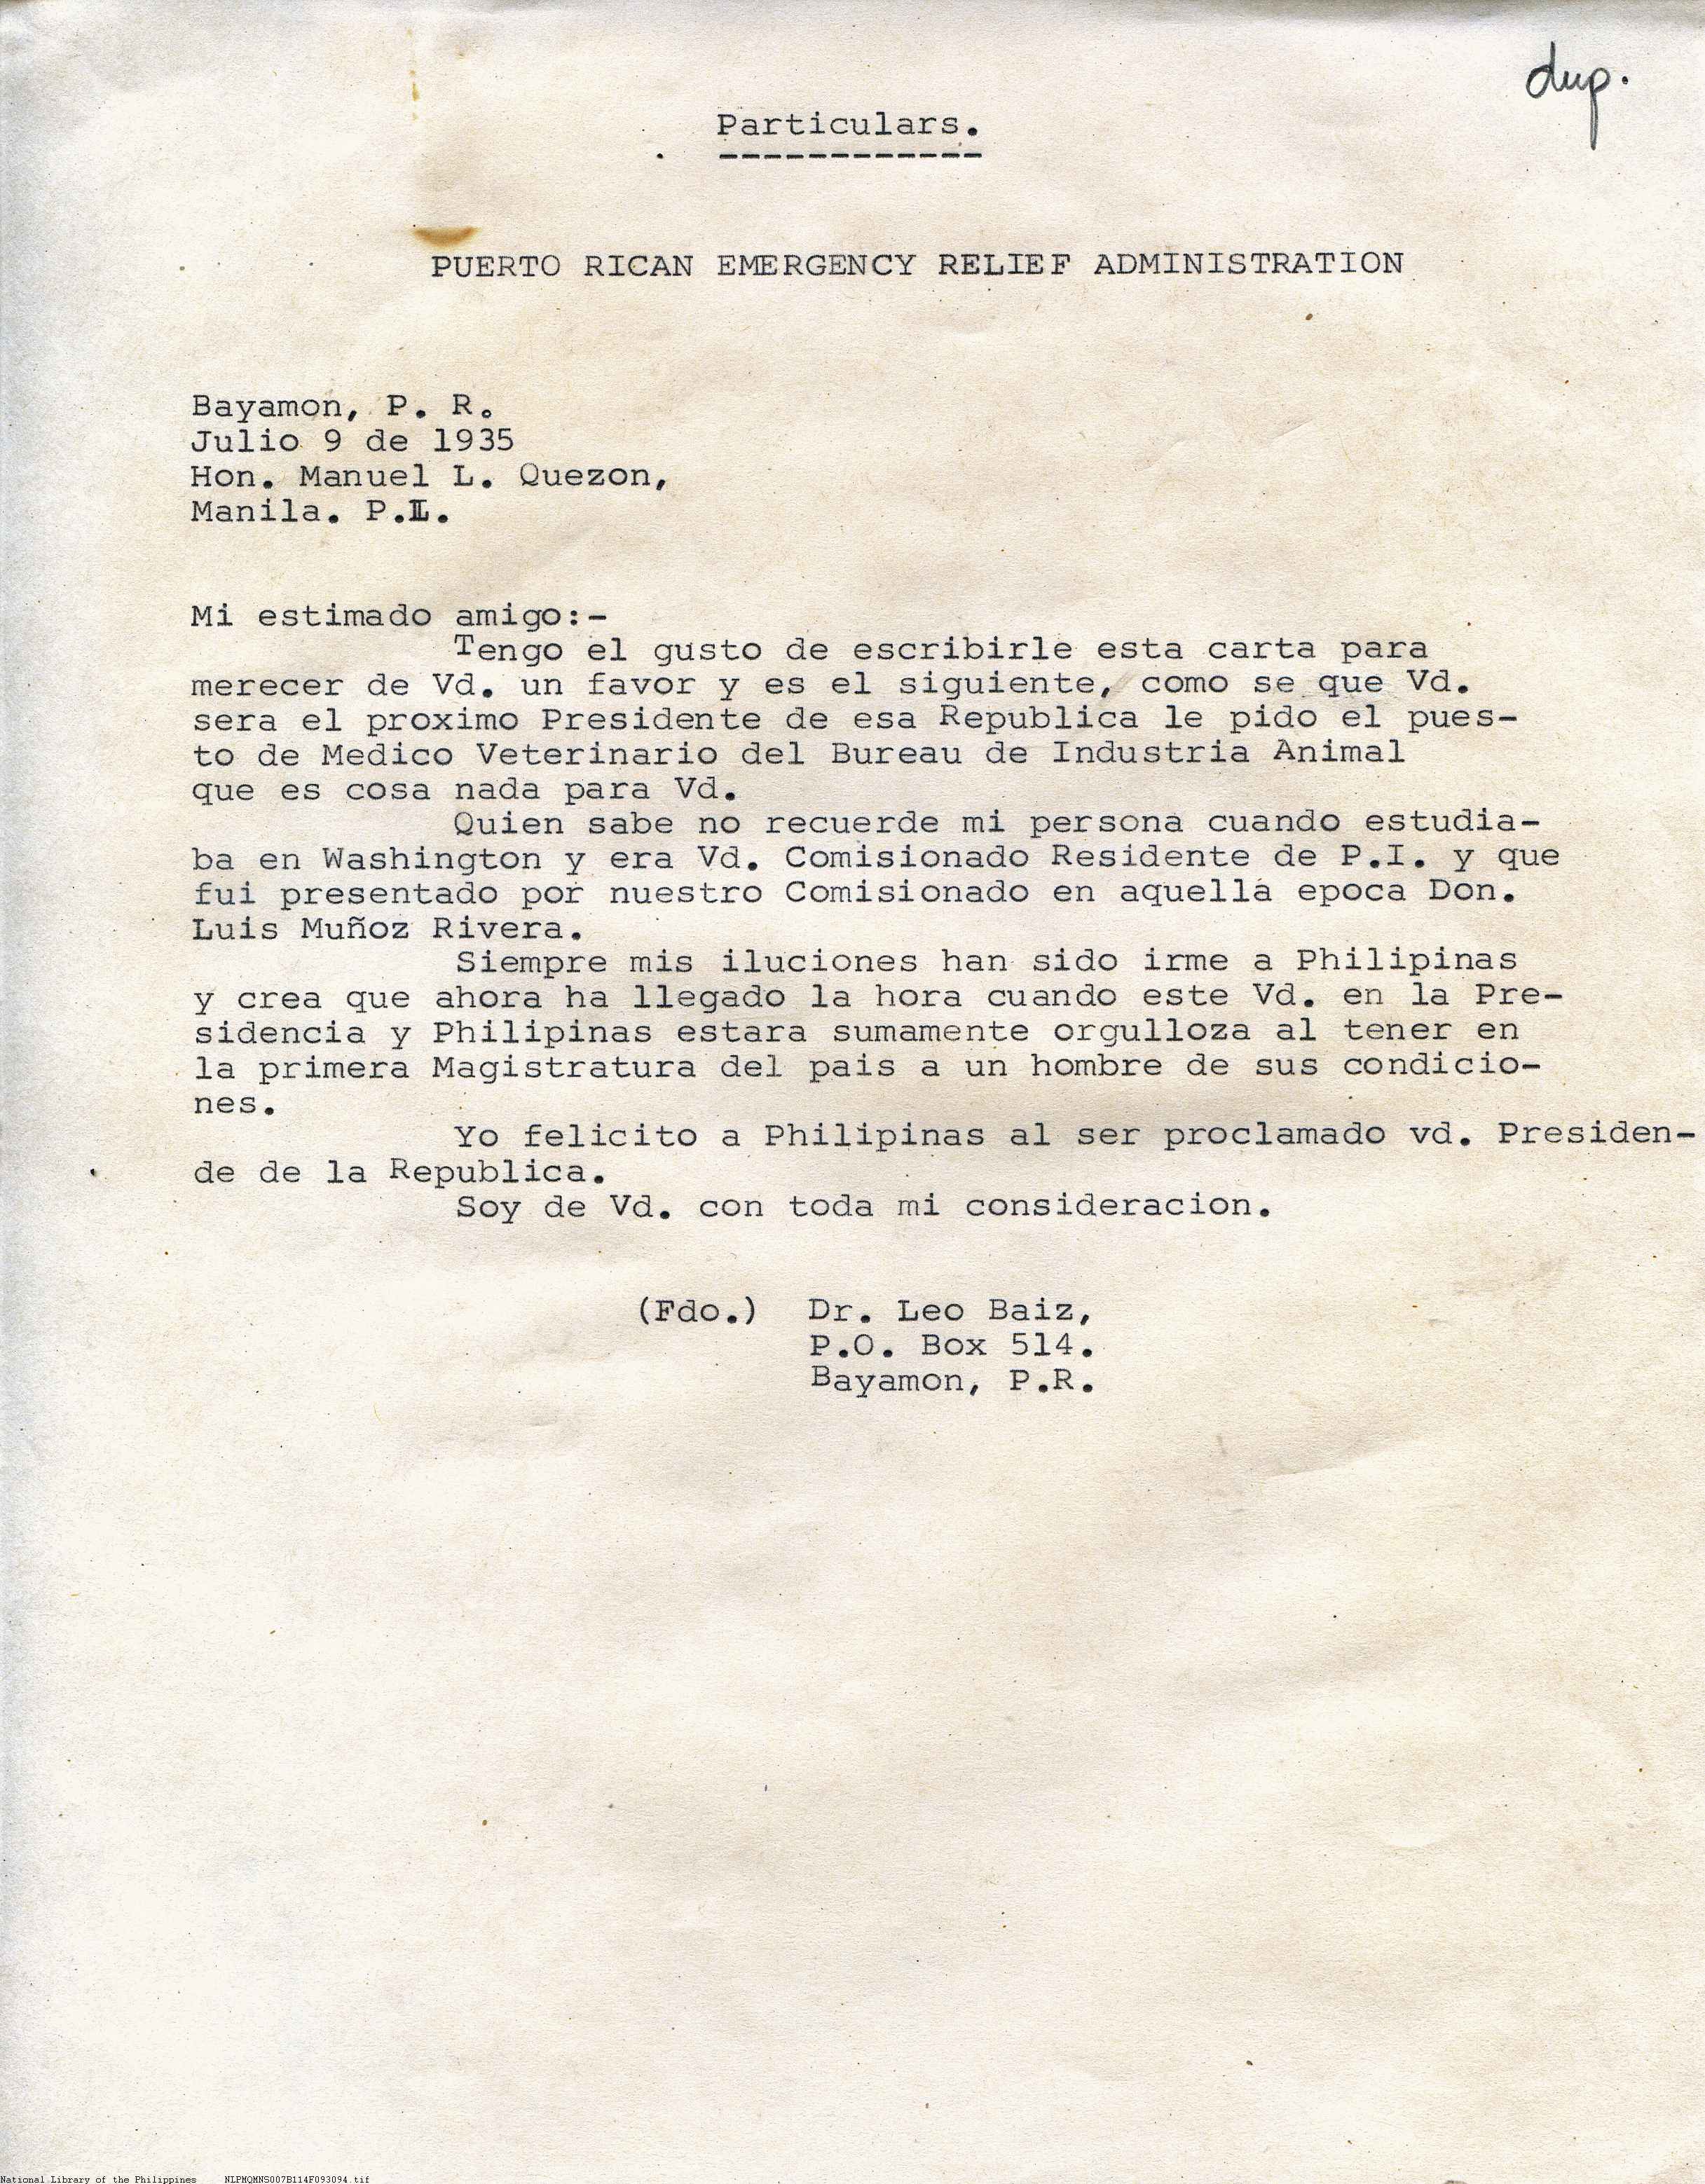 dup.
Particulars.
------------
PUERTO RICAN EMERGENCY RELIEF ADMINISTRATION
Bayamon, P. R.
Julio 9 de 1935
Hon. Manuel L. Quezon,
Manila. P.I.
Mi estimado amigo:-
Tengo el gusto de escribirle esta carta para
merecer de Vd. un favor y es el siguiente, como se que Vd.
sera el proximo Presidente de esa Republica le pido el pues-
to de Medico Veterinario del Bureau de Industria Animal
que es cosa nada para Vd.
Quien sabe no recuerde mi persona cuando estudia-
ba en Washington y era Vd. Comisionado Residente de P.I. y que
fui presentado por nuestro Comisionado en aquella epoca Don.
Luis Muñoz Rivera.
Siempre mis iluciones han sido irme a Philipinas
y crea que ahora ha llegado la hora cuando este Vd. en la Pre-
sidencia y Philipinas estara sumamente orgulloza al tener en
la primera Magistratura del pais a un hombre de sus condicio-
nes.
Yo felicito a Philipinas al ser proclamado vd. Presiden-
de de la Republica.
Soy de Vd. con toda mi consideracion.
(Fdo.) Dr. Leo Baiz,
P.O. Box 514.
Bayamon, P.R.
National Library of the Philippines NLPMQMNS007B114F093094.tif